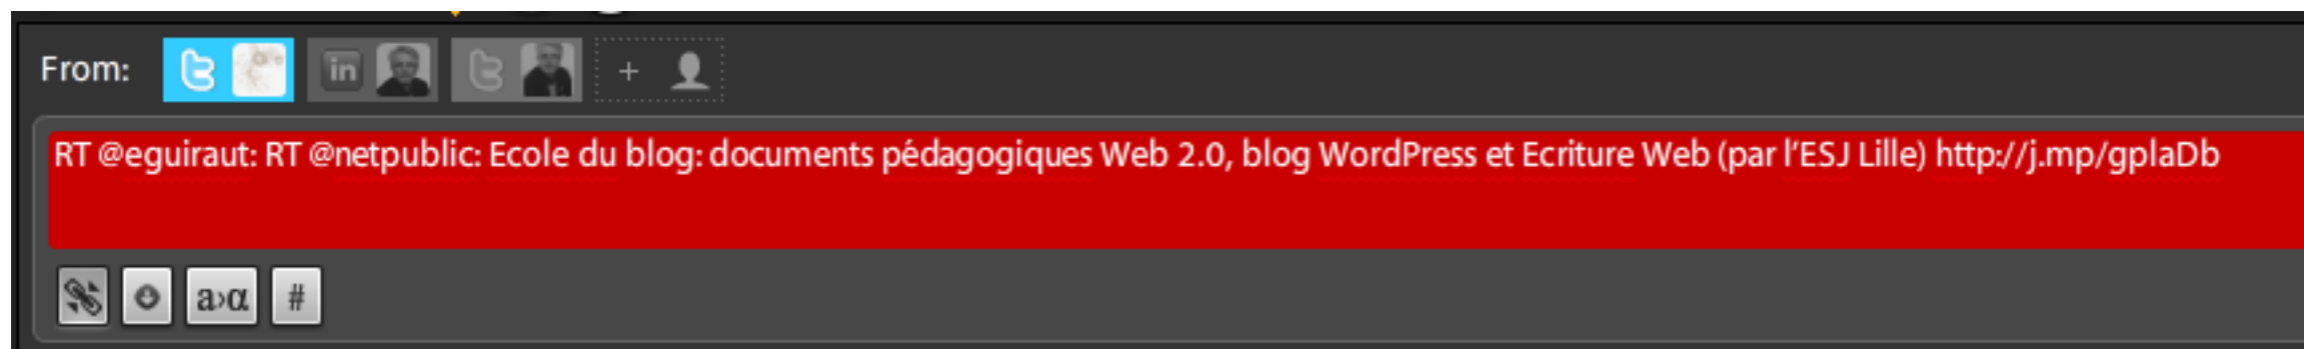 From:
in
+
RT @eguiraut: RT @netpublic: Ecole du blog: documents pédagogiques Web 2.0, blog WordPress et Ecriture Web (par l'ESJ Lille) http://j.mp/gplaDb
a›α
#